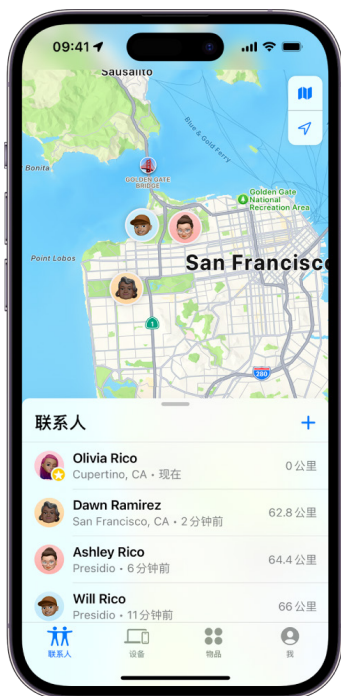 09:41
Sausalito
Blue & Gold Ferry
Bonita
GOLDEN GATE
BRIDGE
Golden Gate
National
Recreation Area
Point Lobos
San Francisco
1
280
联系人
Olivia Rico
Cupertino, CA • 现在
0 公里
Dawn Ramirez
San Francisco, CA • 2 分钟前
62.8 公里
Ashley Rico
Presidio • 6 分钟前
64.4 公里
Will Rico
Presidio • 11 分钟前
66 公里
联系人
设备
物品
我